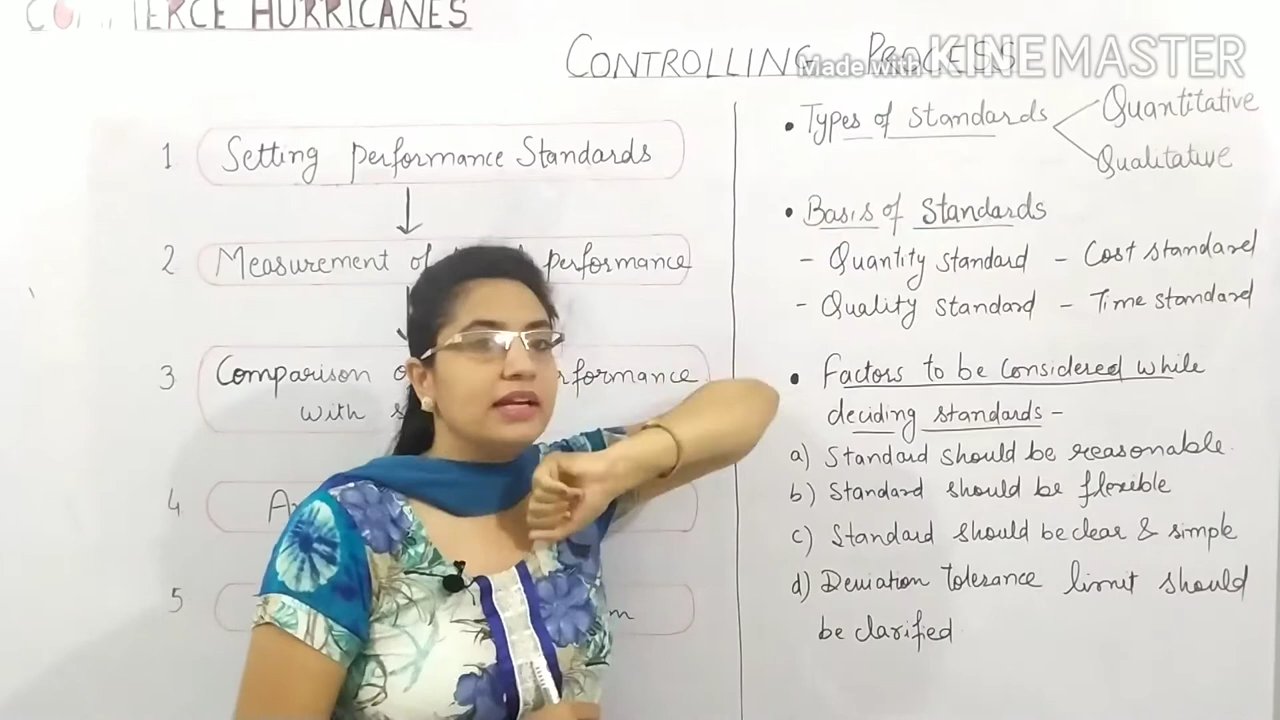 COMMERCE HURRICANES
CONTROLLING PROCESS
Made with KINEMASTER
1 Setting performance Standards
2 Measurement of performance
3 Comparison formance
with
4
5
• Types of Standards
Quantitative
Qualitative
• Basis of Standards
- Quantity standard - Cost standard
- Quality standard - Time standard
• Factors to be Considered while
deciding standards -
a) Standard should be reasonable.
b) Standard should be flexible
c) Standard should be clear & simple
d) Deviation tolerance limit should
be clarified